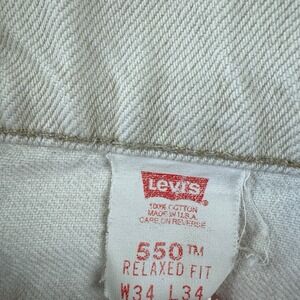 Levi's
100% COTTON
MADE IN U.S.A.
CARE ON REVERSE
550™
RELAXED FIT
W34 L34